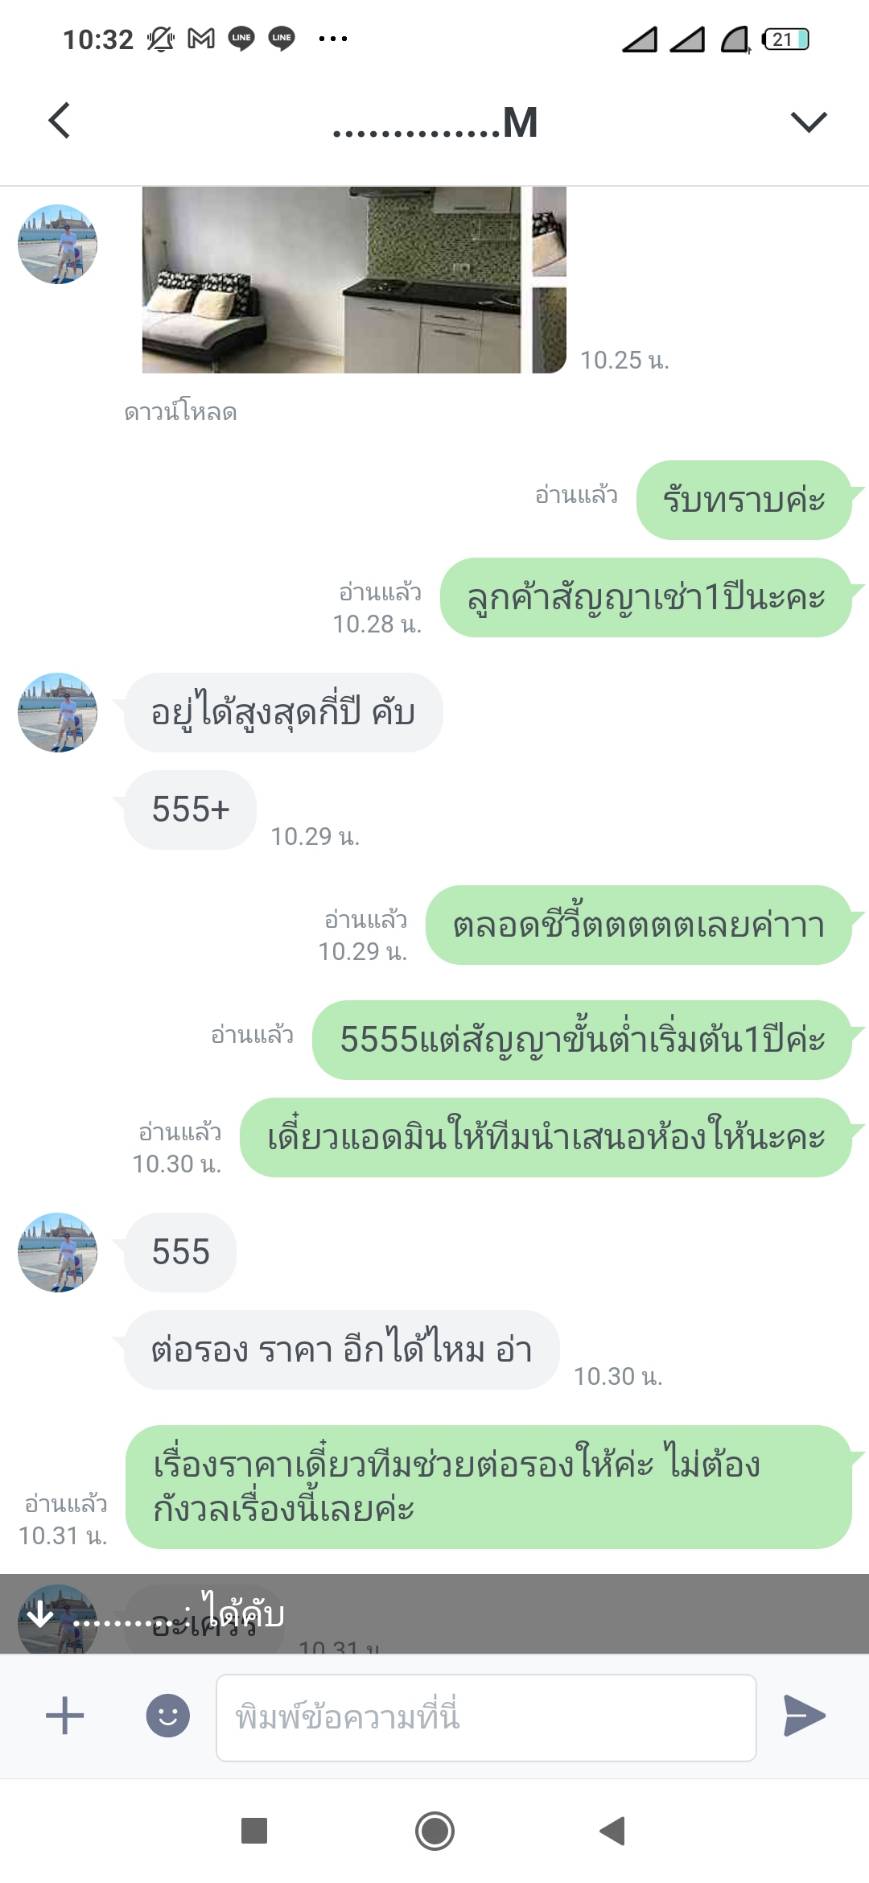 10:32
LINE
LINE
21
..............M
10.25 น.
ดาวน์โหลด
อ่านแล้ว
รับทราบค่ะ
อ่านแล้ว
10.28 น.
ลูกค้าสัญญาเช่า1ปีนะคะ
อยู่ได้สูงสุดกี่ปี คับ
555+
10.29 น.
อ่านแล้ว
10.29 น.
ตลอดชีวี้ตตตตตเลยค่าาา
อ่านแล้ว
5555แต่สัญญาขั้นต่ำเริ่มต้น1ปีค่ะ
อ่านแล้ว
10.30 น.
เดี๋ยวแอดมินให้ทีมนำเสนอห้องให้นะคะ
555
ต่อรอง ราคา อีกได้ไหม อ่า
10.30 น.
เรื่องราคาเดี๋ยวทีมช่วยต่อรองให้ค่ะ ไม่ต้อง
กังวลเรื่องนี้เลยค่ะ
อ่านแล้ว
10.31 น.
.......... : ได้คับ
10.31 น.
พิมพ์ข้อความที่นี่